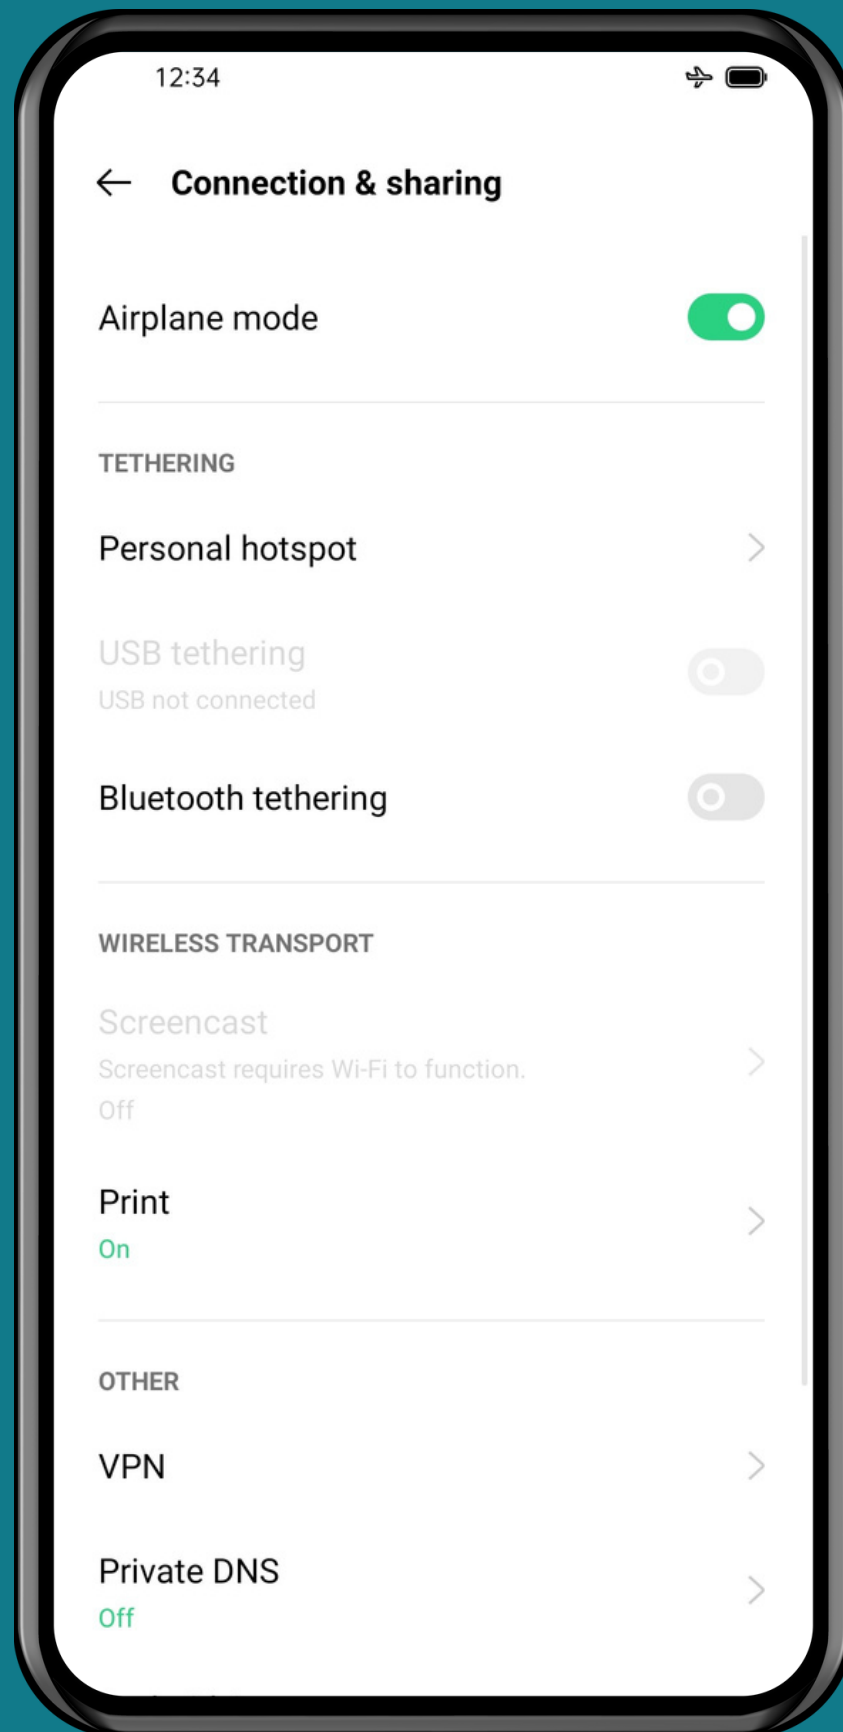 12:34
Connection & sharing
Airplane mode
TETHERING
Personal hotspot
USB tethering
USB not connected
Bluetooth tethering
WIRELESS TRANSPORT
Screencast
Screencast requires Wi-Fi to function.
Off
Print
On
OTHER
VPN
Private DNS
Off